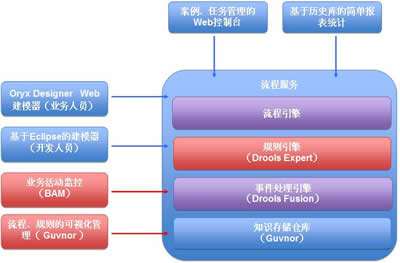 案例、任务管理的
Web控制台
基于历史库的简单报
表统计
Oryx Designer Web
建模器（业务人员）
基于Eclipse的建模器
（开发人员）
业务活动监控
（BAM）
流程、规则的可视化管
理（ Guvnor）
流程服务
流程引擎
规则引擎
（Drools Expert）
事件处理引擎
（Drools Fusion）
知识存储仓库
（Guvnor）